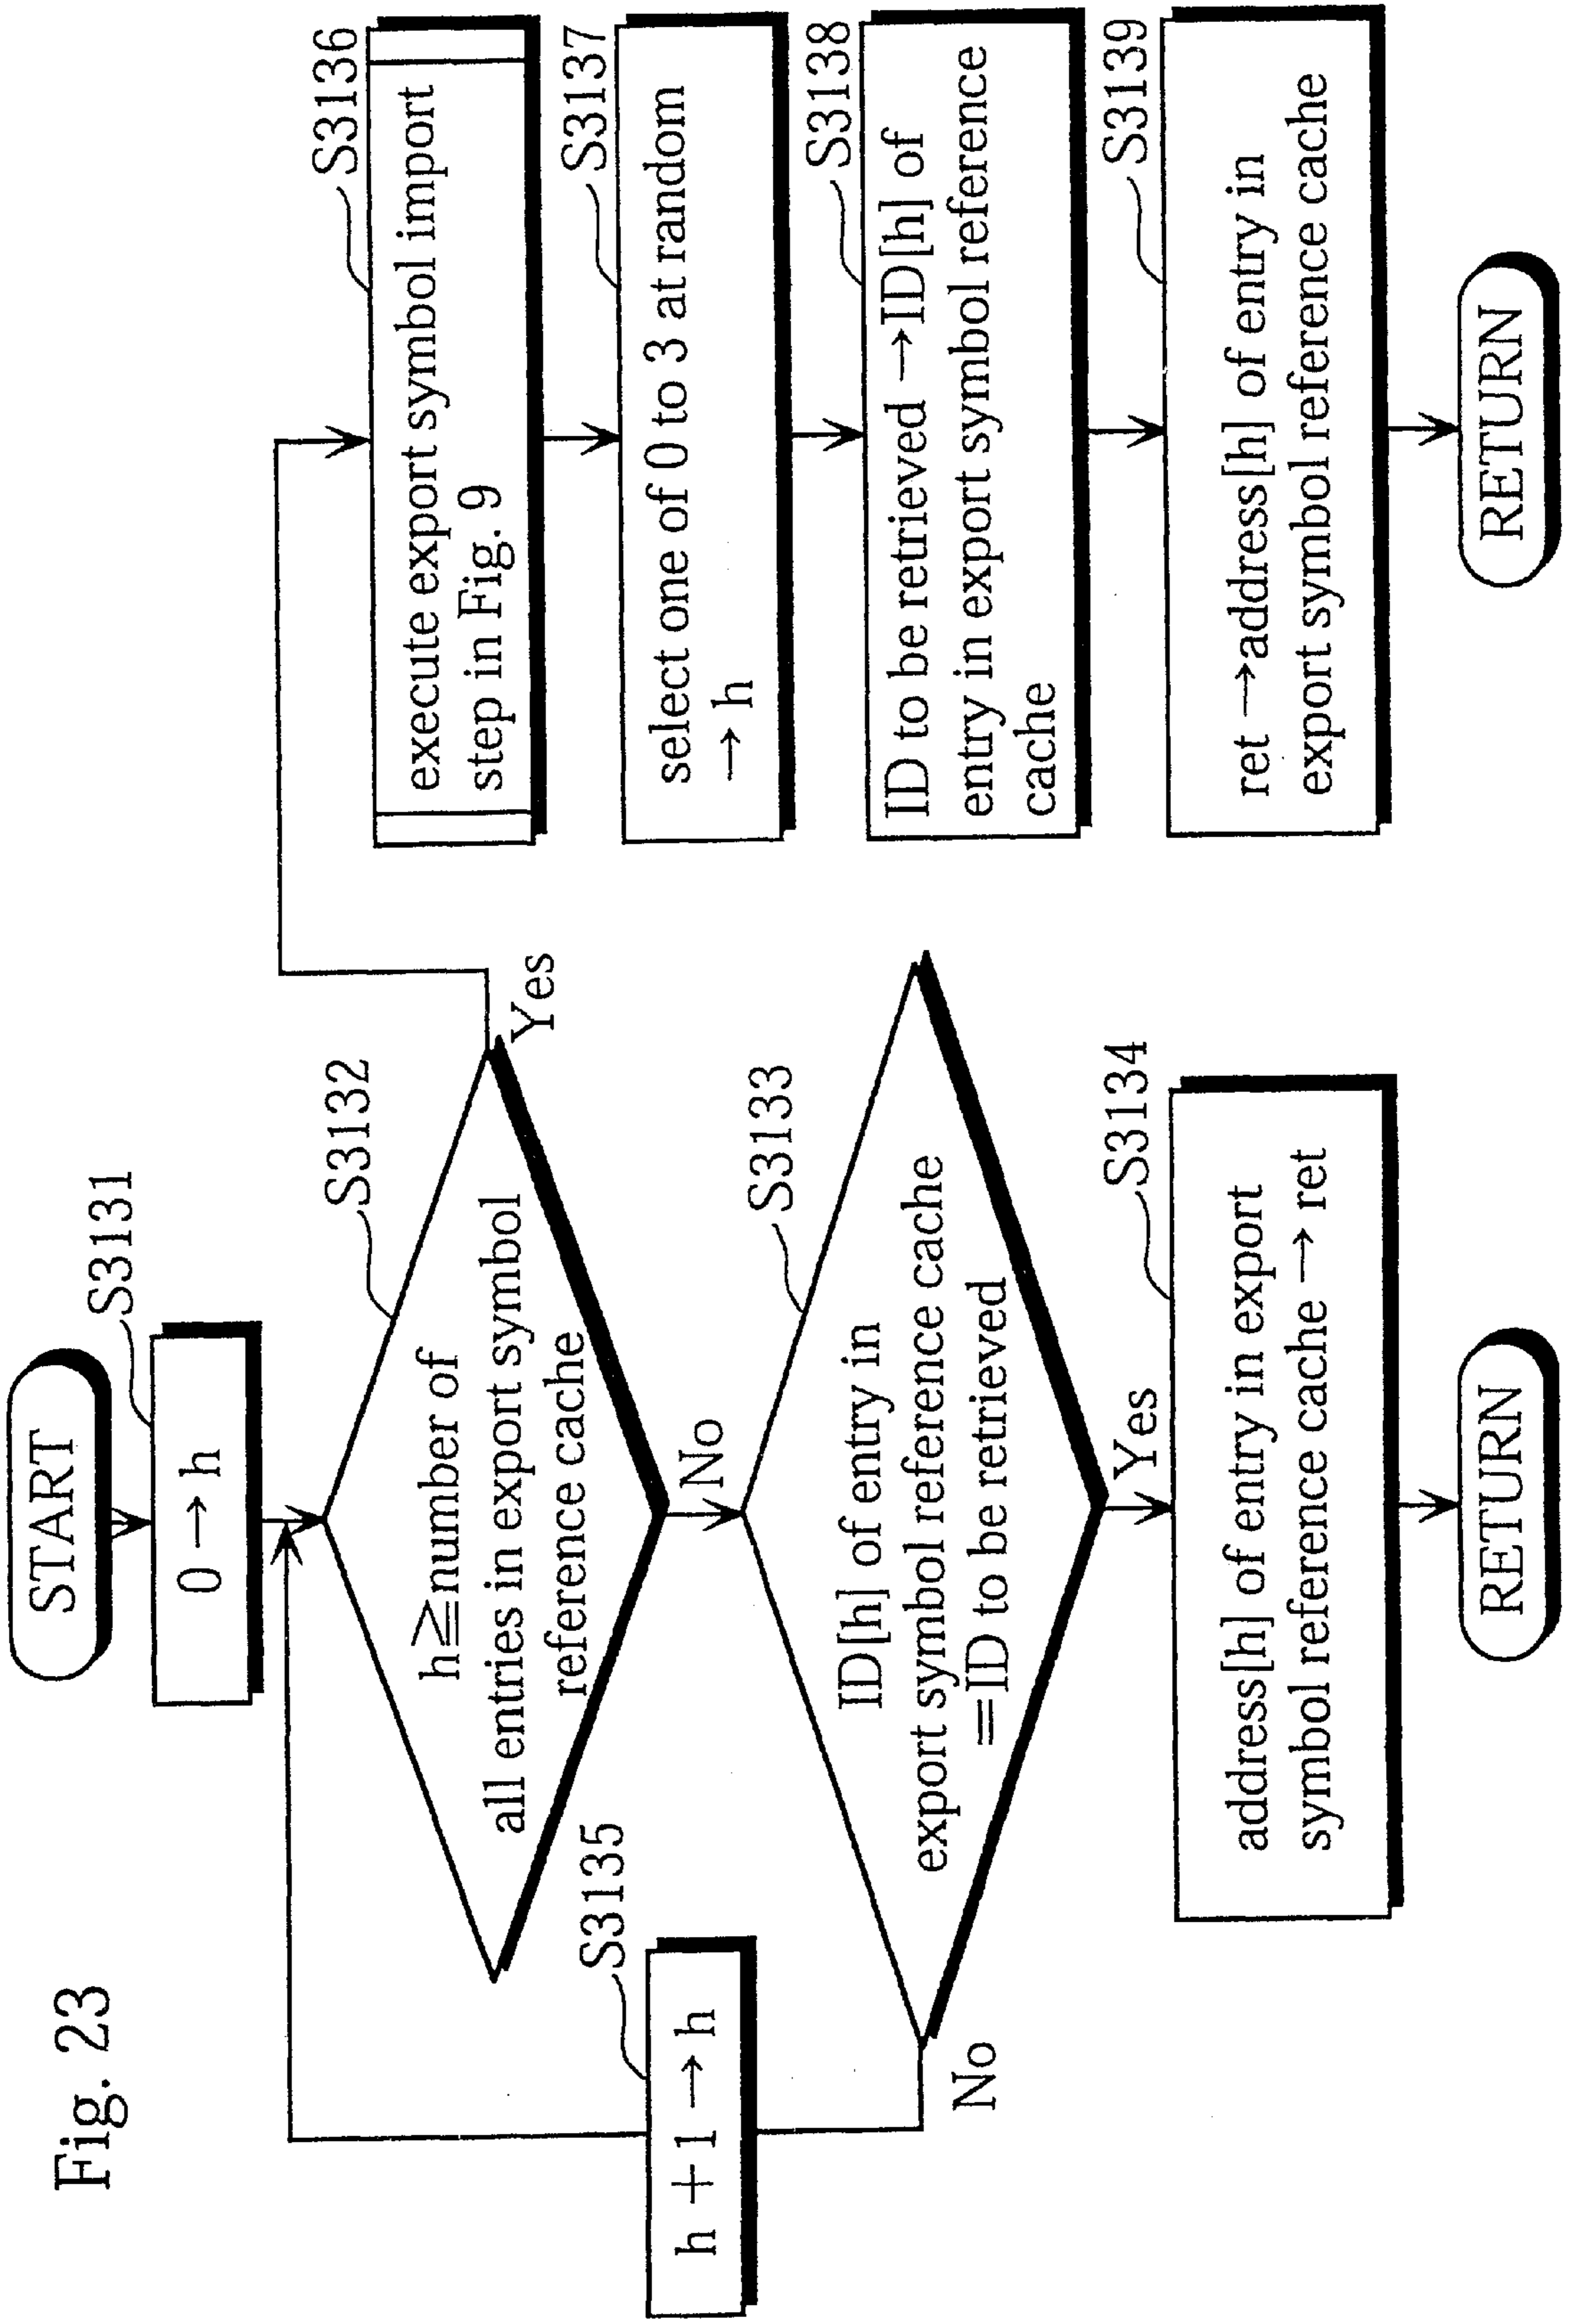 Fig. 23
START
S3131
0→h
S3132
h≧number of
all entries in export symbol
reference cache
Yes
No
S3133
ID[h] of entry in
export symbol reference cache
=ID to be retrieved
No
Yes
S3135
h+1→h
S3134
address[h] of entry in export
symbol reference cache→ret
RETURN
S3136
execute export symbol import
step in Fig. 9
S3137
select one of 0 to 3 at random
→h
S3138
ID to be retrieved→ID[h] of
entry in export symbol reference
cache
S3139
ret→address[h] of entry in
export symbol reference cache
RETURN